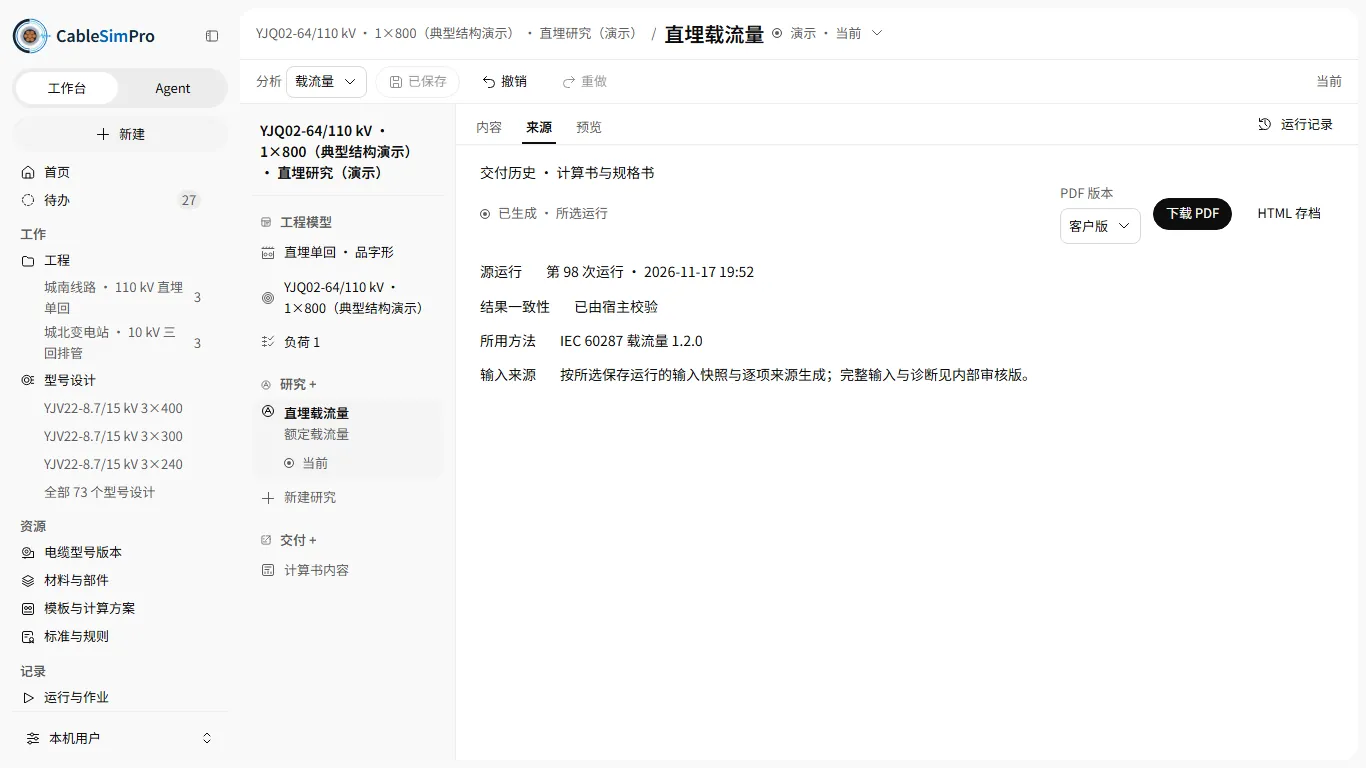 CableSimPro
工作台
Agent
新建
首页
待办
27
工作
工程
城南线路 · 110 kV 直埋
单回
3
城北变电站 · 10 kV 三
回排管
3
型号设计
YJV22-8.7/15 kV 3×400
YJV22-8.7/15 kV 3×300
YJV22-8.7/15 kV 3×240
全部 73 个型号设计
资源
电缆型号版本
材料与部件
模板与计算方案
标准与规则
记录
运行与作业
本机用户
YJQ02-64/110 kV · 1×800（典型结构演示） · 直埋研究（演示） / 直埋载流量 演示 · 当前
分析 载流量 已保存 撤销 重做 当前
YJQ02-64/110 kV ·
1×800（典型结构演示）
· 直埋研究（演示）
工程模型
直埋单回 · 品字形
YJQ02-64/110 kV ·
1×800（典型结构演示）
负荷 1
研究 +
直埋载流量
额定载流量
当前
新建研究
交付 +
计算书内容
内容 来源 预览 运行记录
交付历史 · 计算书与规格书
已生成 · 所选运行
PDF 版本
客户版
下载 PDF
HTML 存档
源运行 第 98 次运行 · 2026-11-17 19:52
结果一致性 已由宿主校验
所用方法 IEC 60287 载流量 1.2.0
输入来源 按所选保存运行的输入快照与逐项来源生成；完整输入与诊断见内部审核版。